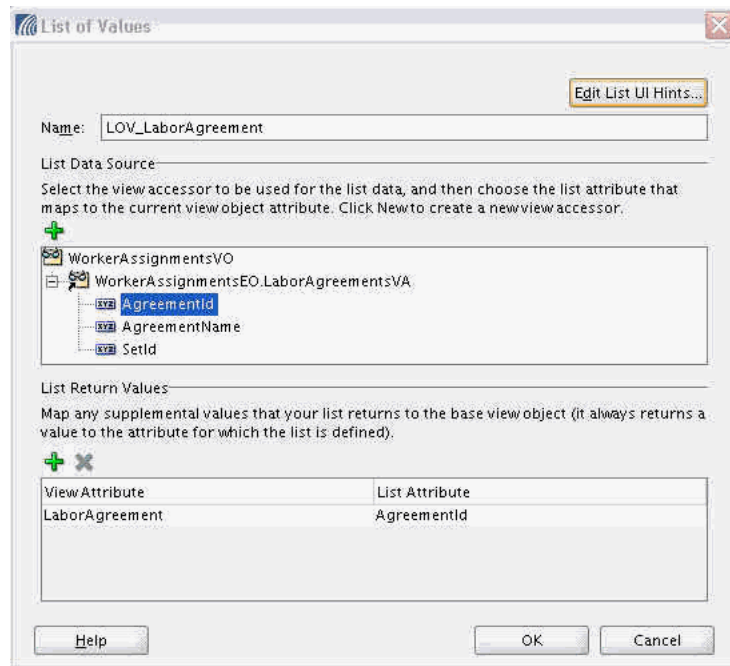 List of Values
Edit List UI Hints...
Name: LOV_LaborAgreement
List Data Source
Select the view accessor to be used for the list data, and then choose the list attribute that
maps to the current view object attribute. Click New to create a new view accessor.
WorkerAssignmentsVO
WorkerAssignmentsEO.LaborAgreementsVA
XYZ AgreementId
XYZ AgreementName
XYZ SetId
List Return Values
Map any supplemental values that your list returns to the base view object (it always returns a
value to the attribute for which the list is defined).
View Attribute List Attribute
LaborAgreement AgreementId
Help OK Cancel